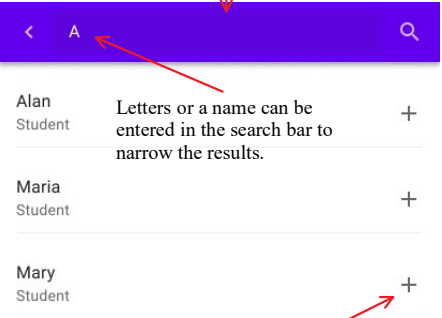 A
Alan
Student
Letters or a name can be
entered in the search bar to
narrow the results.
Maria
Student
Mary
Student